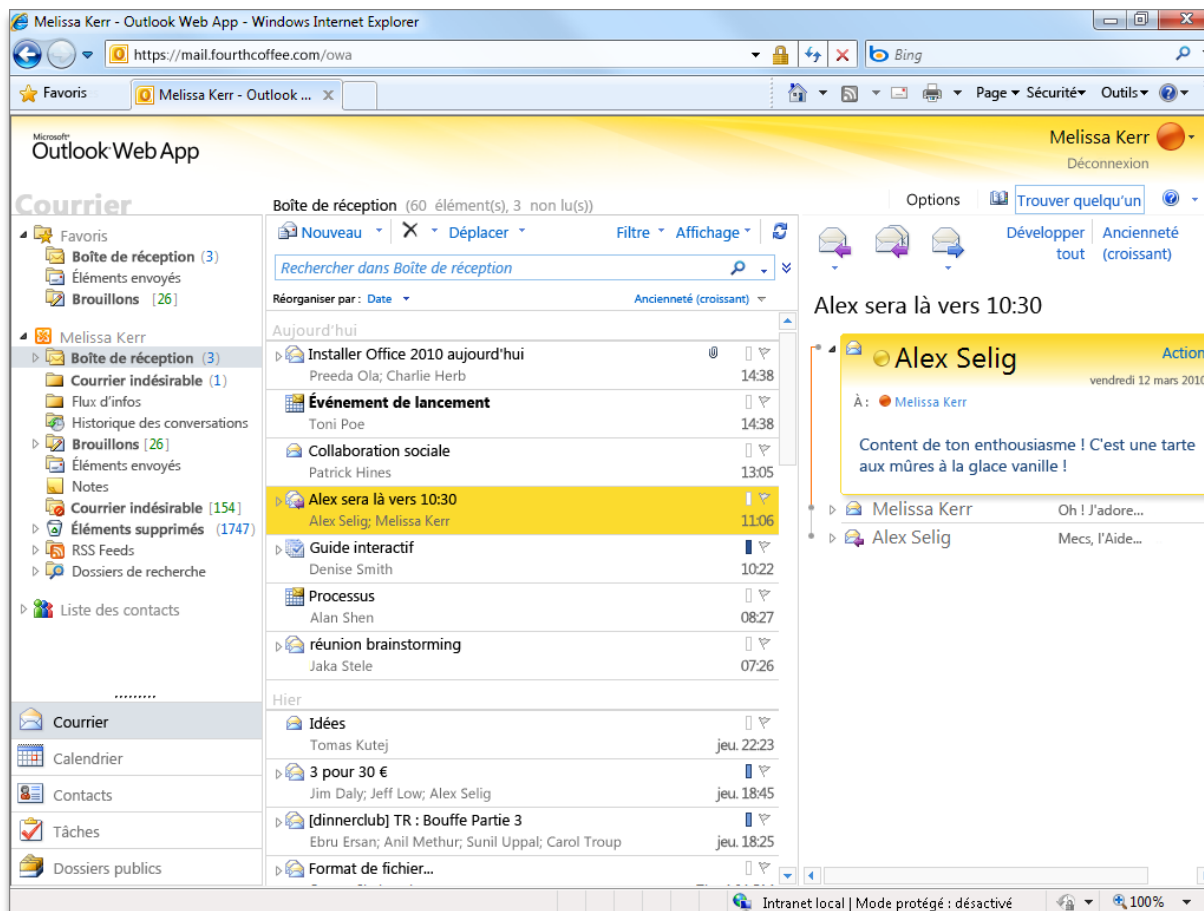 Melissa Kerr - Outlook Web App - Windows Internet Explorer
https://mail.fourthcoffee.com/owa
Bing
Favoris
Melissa Kerr - Outlook ...
Page Sécurité Outils
Microsoft
Outlook Web App
Melissa Kerr
Déconnexion
Courrier
Boîte de réception (60 élément(s), 3 non lu(s))
Options Trouver quelqu'un
Favoris
Boîte de réception (3)
Éléments envoyés
Brouillons [26]
Melissa Kerr
Boîte de réception (3)
Courrier indésirable (1)
Flux d'infos
Historique des conversations
Brouillons [26]
Éléments envoyés
Notes
Courrier indésirable [154]
Éléments supprimés (1747)
RSS Feeds
Dossiers de recherche
Liste des contacts
Courrier
Calendrier
Contacts
Tâches
Dossiers publics
Nouveau Déplacer Filtre Affichage
Rechercher dans Boîte de réception
Réorganiser par : Date Ancienneté (croissant)
Aujourd'hui
Installer Office 2010 aujourd'hui
Preeda Ola; Charlie Herb 14:38
Événement de lancement
Toni Poe 14:38
Collaboration sociale
Patrick Hines 13:05
Alex sera là vers 10:30
Alex Selig; Melissa Kerr 11:06
Guide interactif
Denise Smith 10:22
Processus
Alan Shen 08:27
réunion brainstorming
Jaka Stele 07:26
Hier
Idées
Tomas Kutej jeu. 22:23
3 pour 30 €
Jim Daly; Jeff Low; Alex Selig jeu. 18:45
[dinnerclub] TR : Bouffe Partie 3
Ebru Ersan; Anil Methur; Sunil Uppal; Carol Troup jeu. 18:25
Format de fichier...
Développer tout
Ancienneté (croissant)
Alex sera là vers 10:30
Alex Selig Action
vendredi 12 mars 2010
À : Melissa Kerr
Content de ton enthousiasme ! C'est une tarte
aux mûres à la glace vanille !
Melissa Kerr Oh ! J'adore...
Alex Selig Mecs, l'Aide...
Intranet local | Mode protégé : désactivé 100%